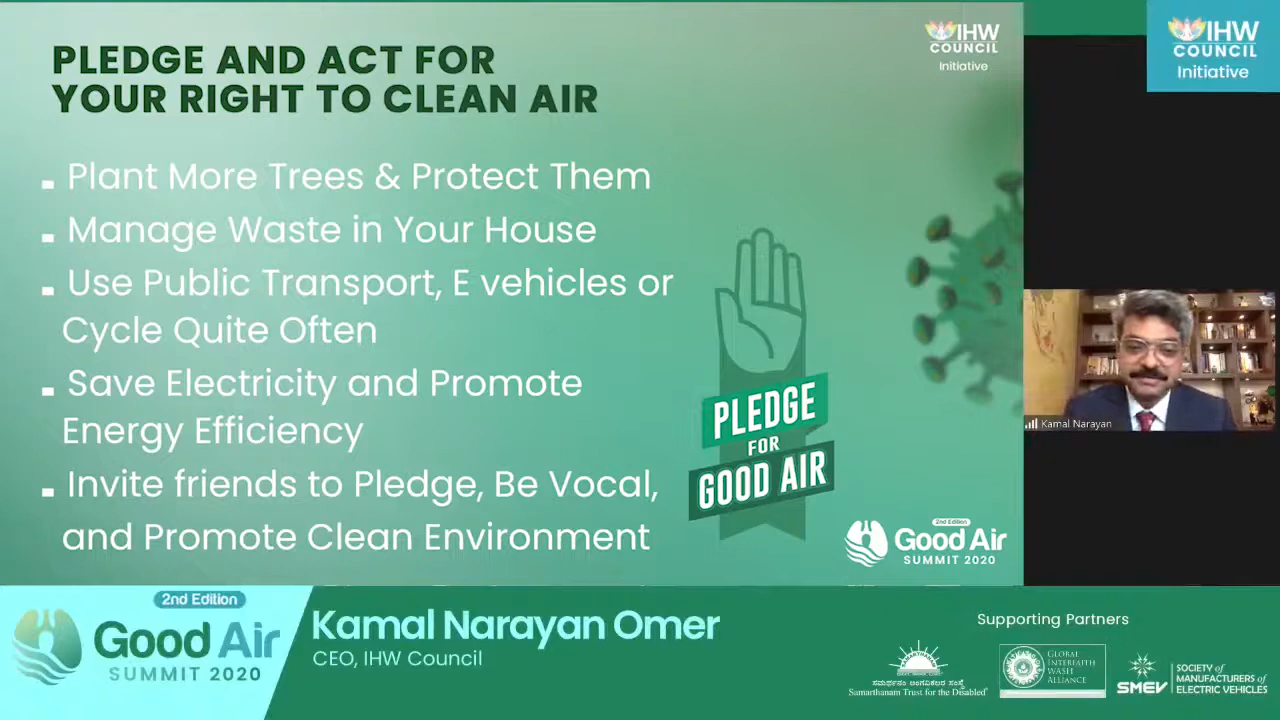 PLEDGE AND ACT FOR
YOUR RIGHT TO CLEAN AIR
Plant More Trees & Protect Them
Manage Waste in Your House
Use Public Transport, E vehicles or
Cycle Quite Often
Save Electricity and Promote
Energy Efficiency
Invite friends to Pledge, Be Vocal,
and Promote Clean Environment
PLEDGE
FOR
GOOD AIR
IHW
COUNCIL
Initiative
2nd Edition
Good Air
SUMMIT 2020
IHW
COUNCIL
Initiative
Kamal Narayan
2nd Edition
Good Air
SUMMIT 2020
Kamal Narayan Omer
CEO, IHW Council
Supporting Partners
ಸಮರ್ಥನಂ ಅಂಗವಿಕಲರ ಸಂಸ್ಥೆ
Samarthanam Trust for the Disabled
GLOBAL
INTERFAITH
WASH
ALLIANCE
SMEV
SOCIETY of
MANUFACTURERS of
ELECTRIC VEHICLES